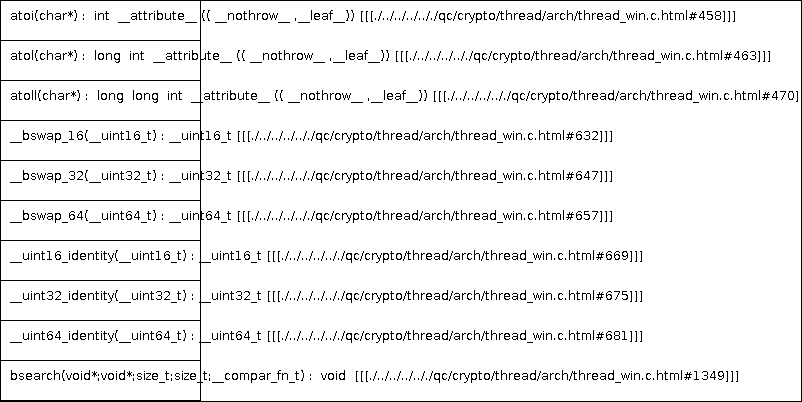 atoi(char*) : int __attribute__ (( __nothrow__ ,__leaf__)) [[[./../../../../../qc/crypto/thread/arch/thread_win.c.html#458]]]
atol(char*) : long int __attribute__ (( __nothrow__ ,__leaf__)) [[[./../../../../../qc/crypto/thread/arch/thread_win.c.html#463]]]
atoll(char*) : long long int __attribute__ (( __nothrow__ ,__leaf__)) [[[./../../../../../qc/crypto/thread/arch/thread_win.c.html#470]
__bswap_16(__uint16_t) : __uint16_t [[[./../../../../../qc/crypto/thread/arch/thread_win.c.html#632]]]
__bswap_32(__uint32_t) : __uint32_t [[[./../../../../../qc/crypto/thread/arch/thread_win.c.html#647]]]
__bswap_64(__uint64_t) : __uint64_t [[[./../../../../../qc/crypto/thread/arch/thread_win.c.html#657]]]
__uint16_identity(__uint16_t) : __uint16_t [[[./../../../../../qc/crypto/thread/arch/thread_win.c.html#669]]]
__uint32_identity(__uint32_t) : __uint32_t [[[./../../../../../qc/crypto/thread/arch/thread_win.c.html#675]]]
__uint64_identity(__uint64_t) : __uint64_t [[[./../../../../../qc/crypto/thread/arch/thread_win.c.html#681]]]
bsearch(void*;void*;size_t;size_t;__compar_fn_t) : void [[[./../../../../../qc/crypto/thread/arch/thread_win.c.html#1349]]]